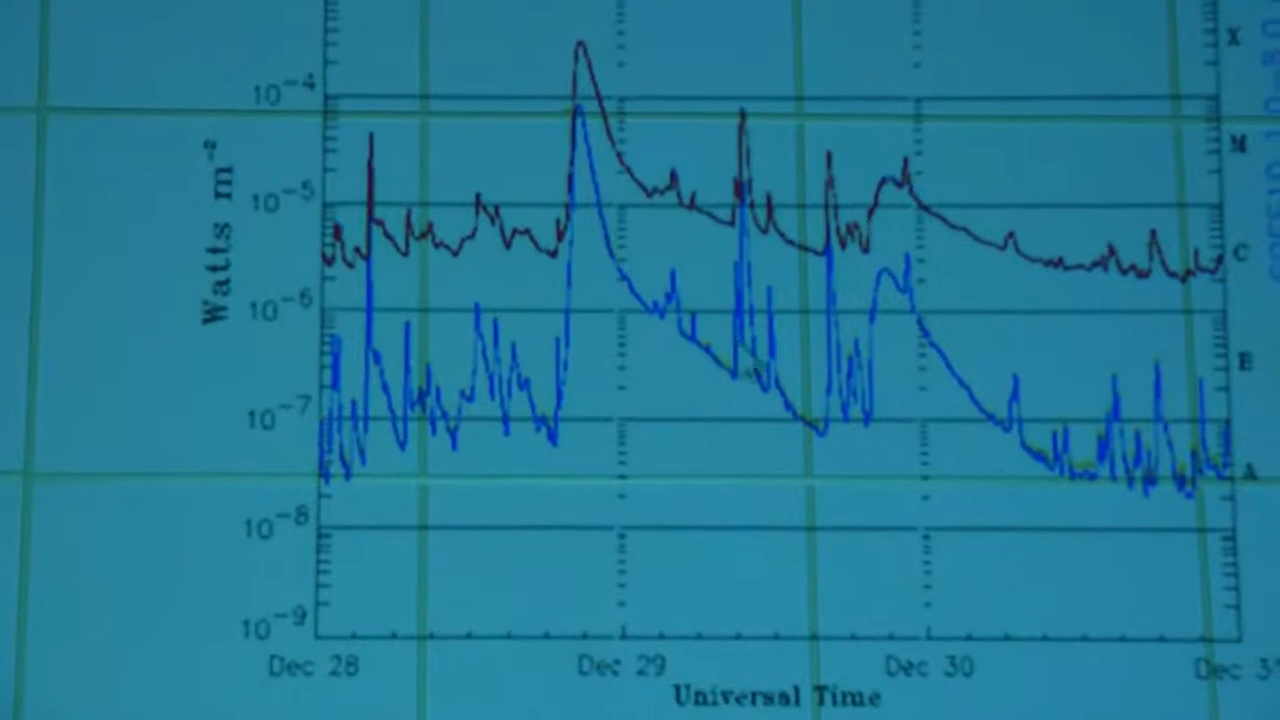 X
10⁻⁴
M
10⁻⁵
C
10⁻⁶
B
10⁻⁷
A
10⁻⁸
10⁻⁹
Watts m⁻²
Dec 28 Dec 29 Dec 30 Dec
Universal Time